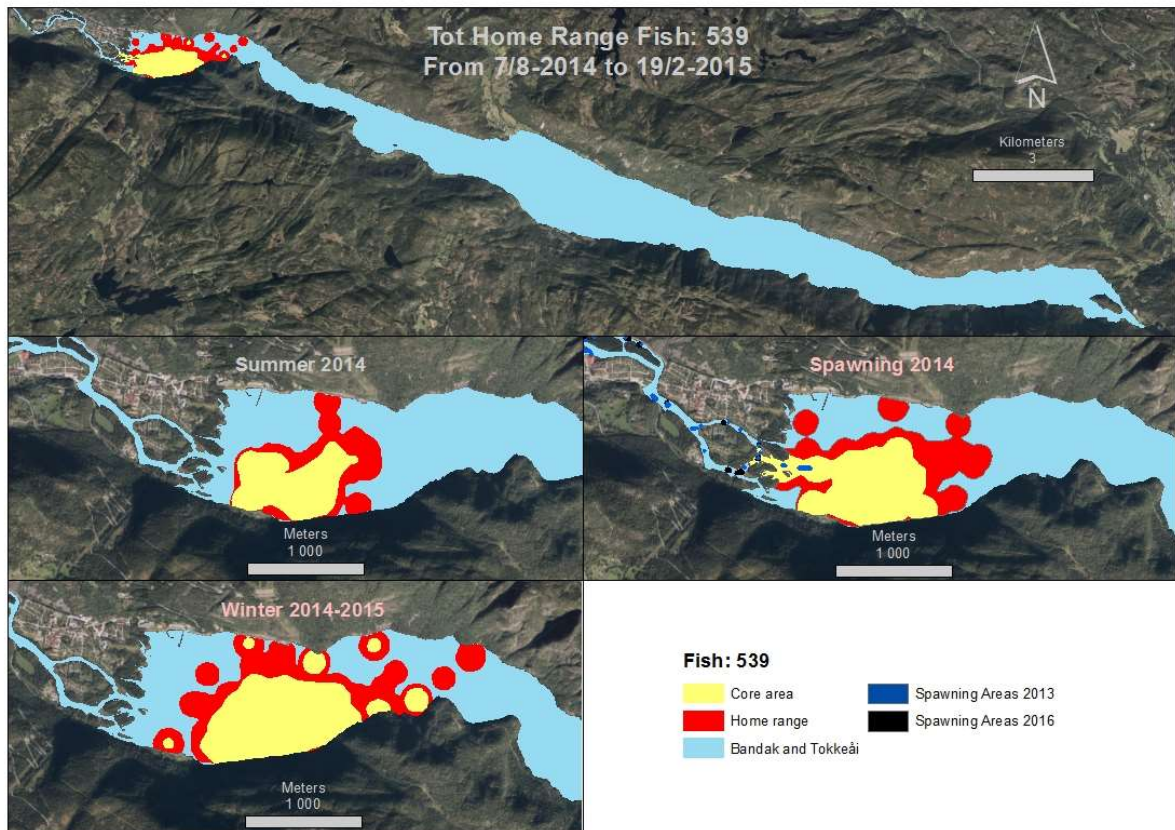 Tot Home Range Fish: 539
From 7/8-2014 to 19/2-2015
N
Kilometers
3
Summer 2014
Meters
1 000
Spawning 2014
Meters
1 000
Winter 2014-2015
Meters
1 000
Fish: 539
Core area
Home range
Bandak and Tokkeåi
Spawning Areas 2013
Spawning Areas 2016